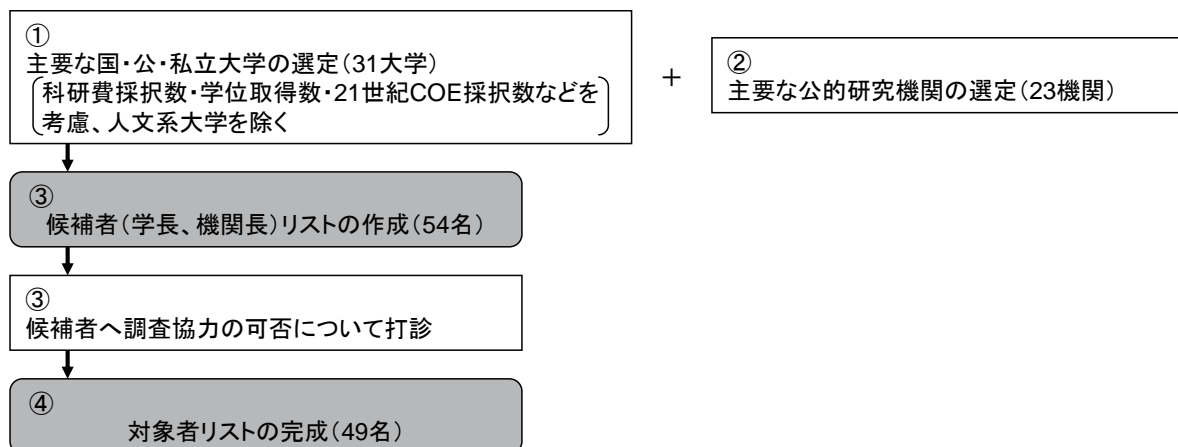 ①
主要な国・公・私立大学の選定(31大学)
科研費採択数・学位取得数・21世紀COE採択数などを
考慮、人文系大学を除く
+
②
主要な公的研究機関の選定(23機関)
③
候補者(学長、機関長)リストの作成(54名)
③
候補者へ調査協力の可否について打診
④
対象者リストの完成(49名)